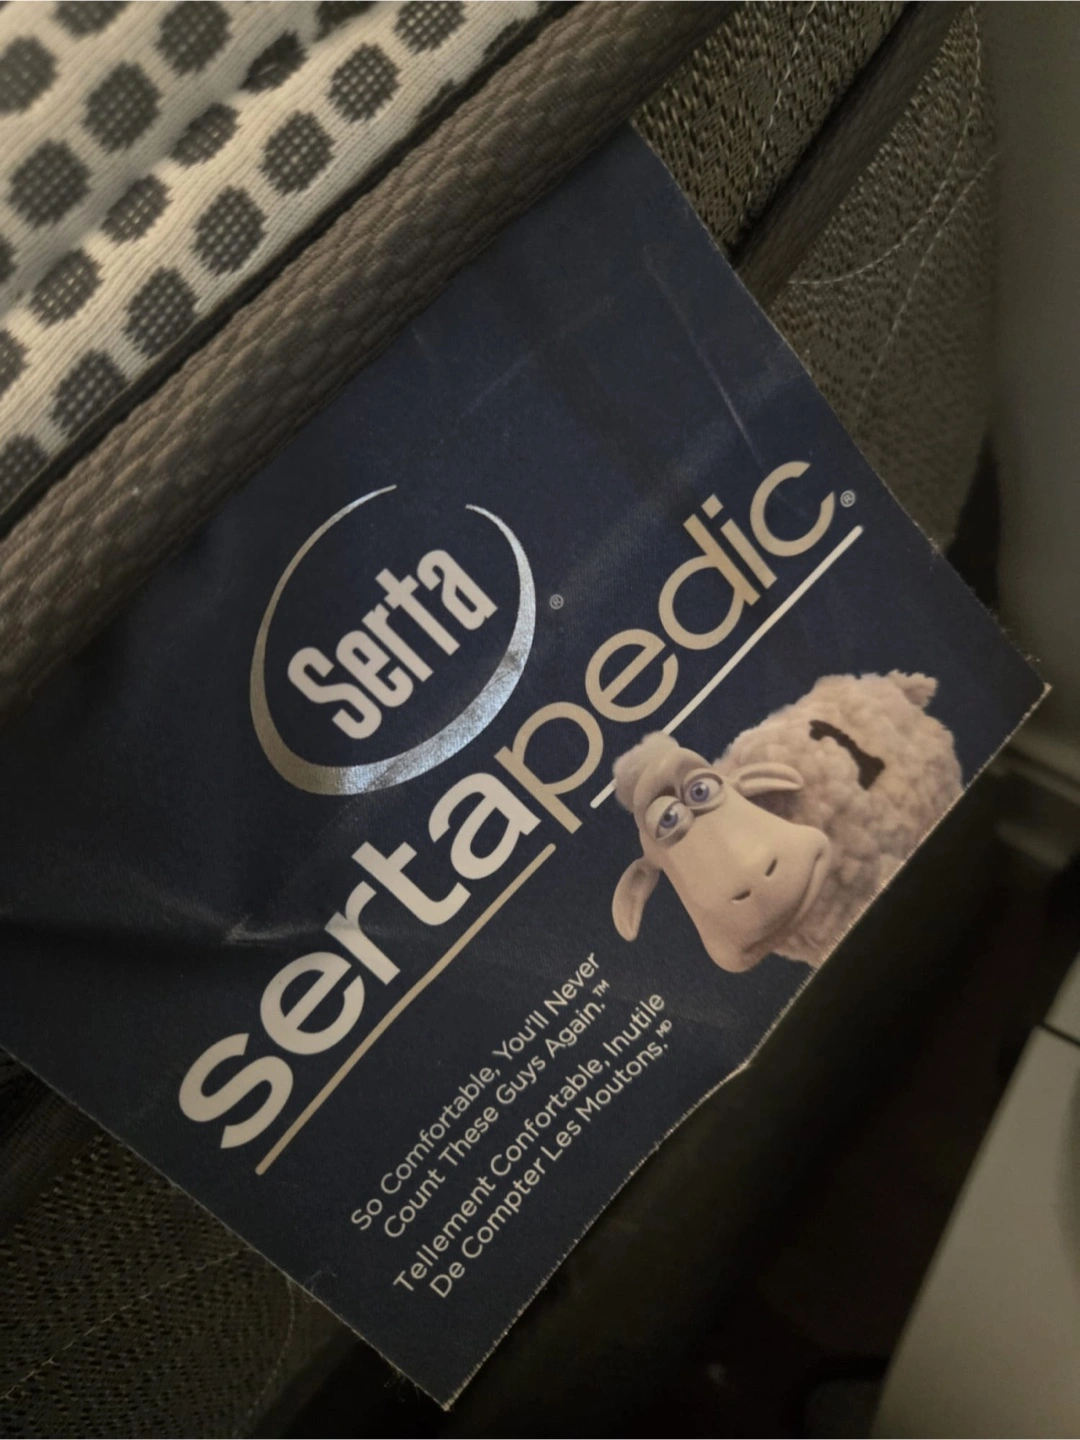 Serta®
sertapedic®
1
So Comfortable, You'll Never
Count These Guys Again.™
Tellement Confortable, Inutile
De Compter Les Moutons.MD